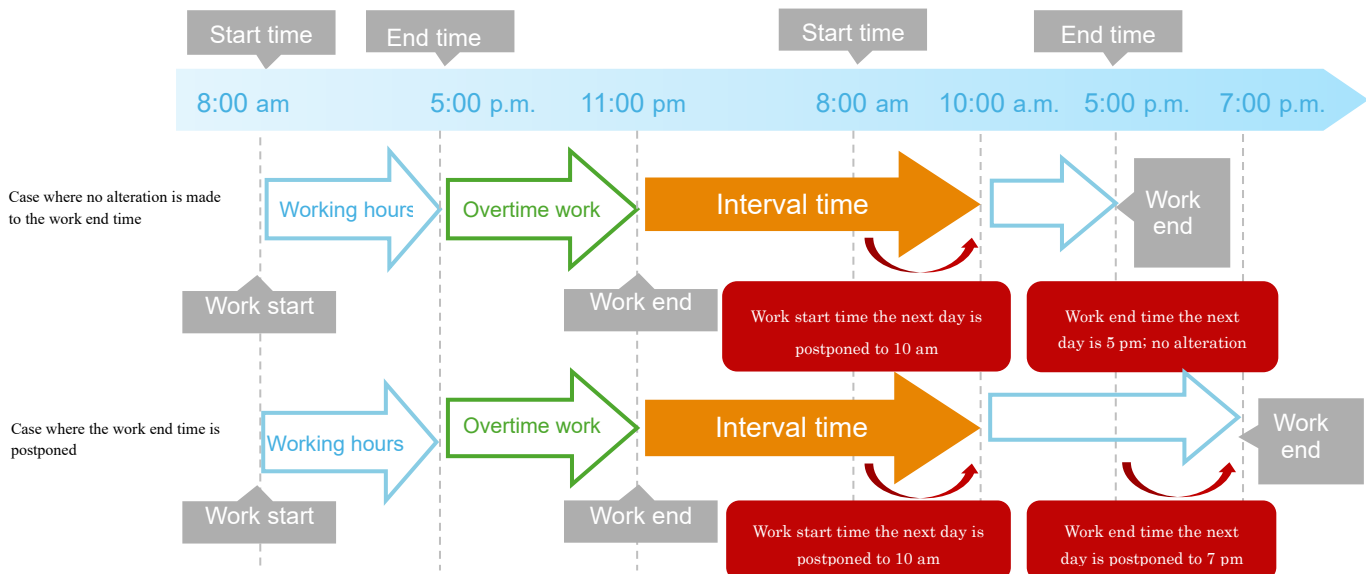 Start time
End time
Start time
End time
8:00 am
5:00 p.m.
11:00 pm
8:00 am
10:00 a.m.
5:00 p.m.
7:00 p.m.
Case where no alteration is made
to the work end time
Working hours
Overtime work
Interval time
Work
end
Work start
Work end
Work start time the next day is
postponed to 10 am
Work end time the next
day is 5 pm; no alteration
Case where the work end time is
postponed
Working hours
Overtime work
Interval time
Work
end
Work start
Work end
Work start time the next day is
postponed to 10 am
Work end time the next
day is postponed to 7 pm